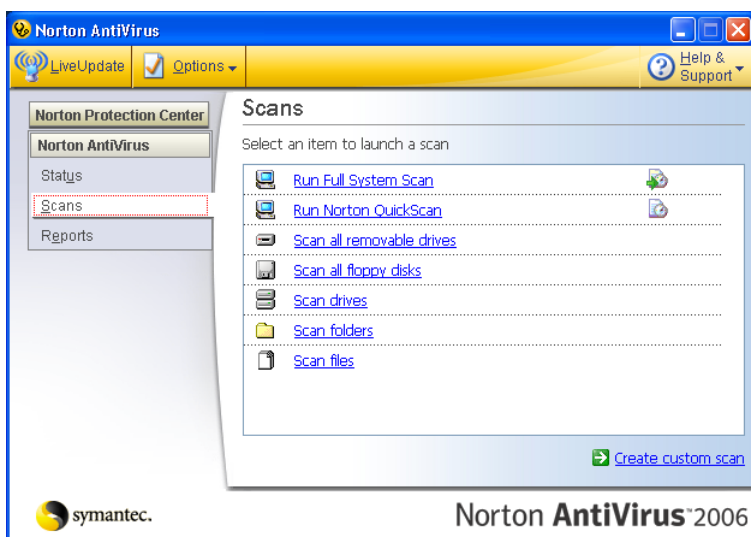 Norton AntiVirus
LiveUpdate
Options
Help & Support
Norton Protection Center
Norton AntiVirus
Status
Scans
Reports
Scans
Select an item to launch a scan
Run Full System Scan
Run Norton QuickScan
Scan all removable drives
Scan all floppy disks
Scan drives
Scan folders
Scan files
Create custom scan
symantec.
Norton AntiVirus™2006